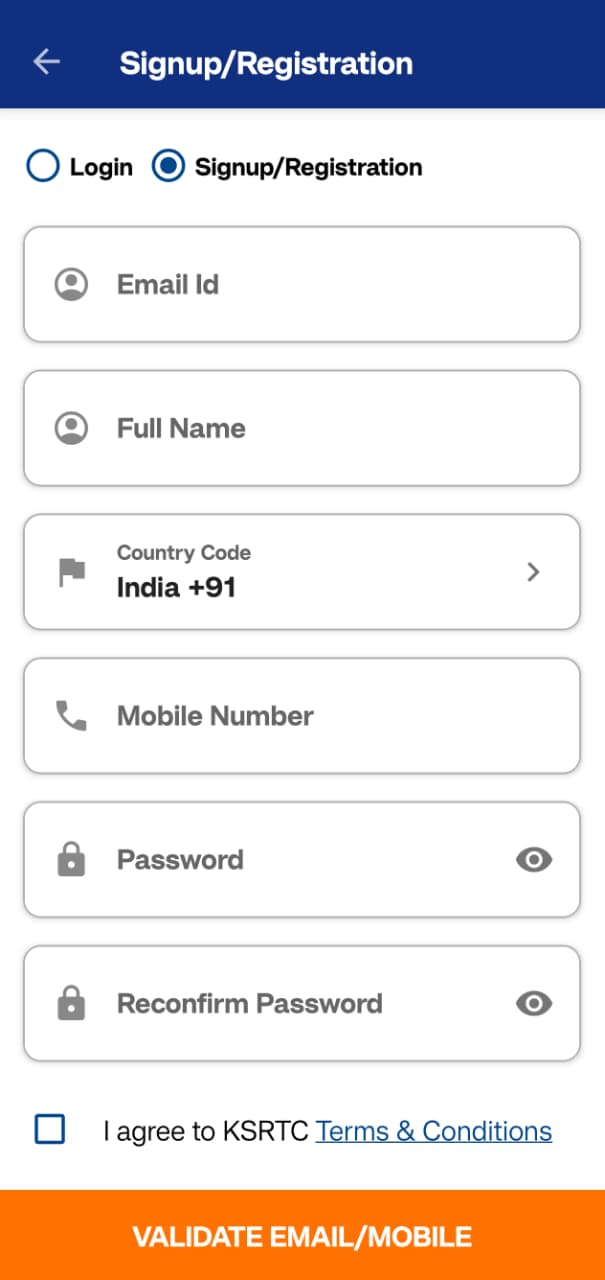 Signup/Registration
Login Signup/Registration
Email Id
Full Name
Country Code
India +91
Mobile Number
Password
Reconfirm Password
I agree to KSRTC Terms & Conditions
VALIDATE EMAIL/MOBILE